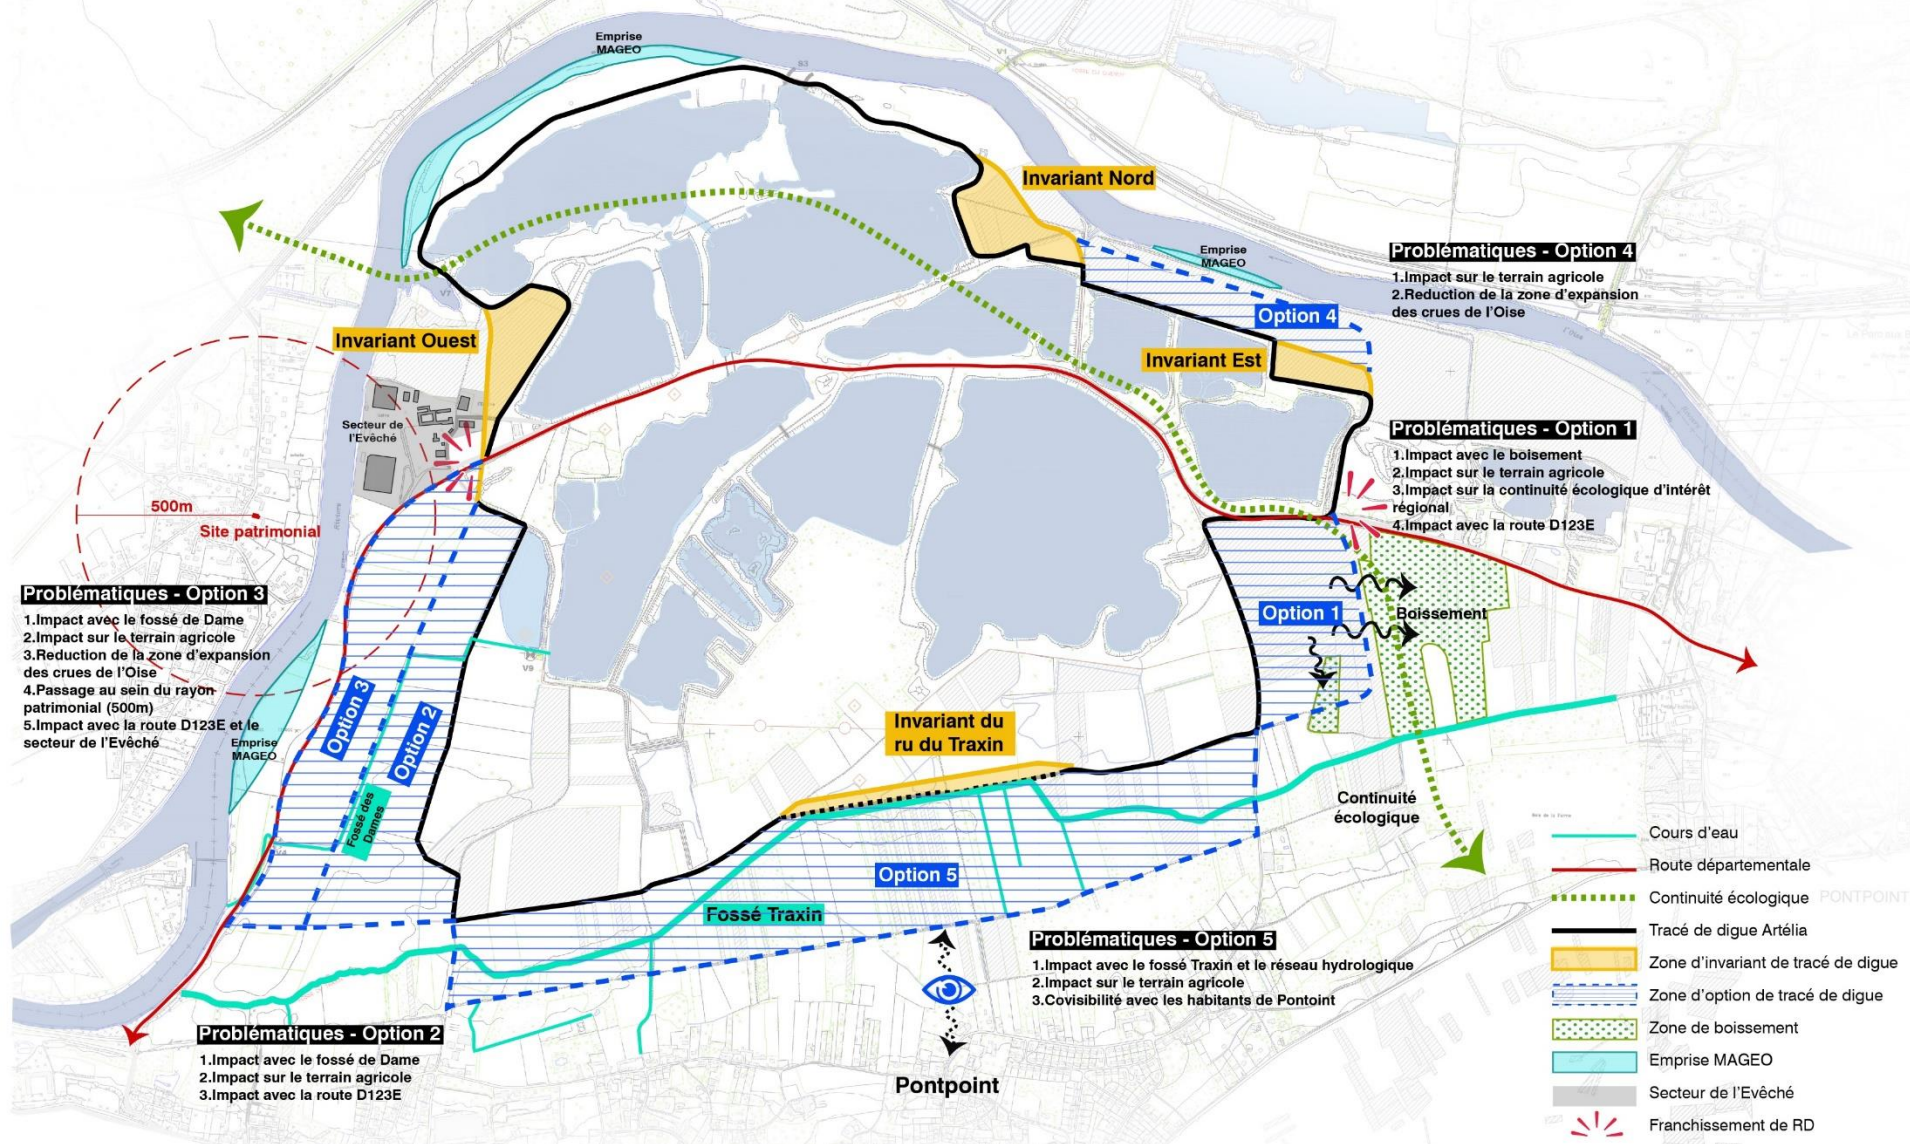 Emprise
MAGEO
B3
V1
Invariant Nord
Emprise
MAGEO
Problématiques - Option 4
1.Impact sur le terrain agricole
2.Reduction de la zone d'expansion
des crues de l'Oise
Option 4
V7
Invariant Ouest
Invariant Est
Secteur de
l'Evêché
Problématiques - Option 1
1.Impact avec le boisement
2.Impact sur le terrain agricole
3.Impact sur la continuité écologique d'intérêt
régional
4.Impact avec la route D123E
500m
Site patrimonial
Problématiques - Option 3
1.Impact avec le fossé de Dame
2.Impact sur le terrain agricole
3.Reduction de la zone d'expansion
des crues de l'Oise
4.Passage au sein du rayon
patrimonial (500m)
5.Impact avec la route D123E et le
secteur de l'Evêché
Emprise
MAGEO
Option 1
Boissement
V9
Option 3
Option 2
Fossé des
Dames
Invariant du
ru du Traxin
Continuité
écologique
Option 5
Fossé Traxin
Problématiques - Option 5
1.Impact avec le fossé Traxin et le réseau hydrologique
2.Impact sur le terrain agricole
3.Covisibilité avec les habitants de Pontoint
Problématiques - Option 2
1.Impact avec le fossé de Dame
2.Impact sur le terrain agricole
3.Impact avec la route D123E
Pontpoint
Cours d'eau
Route départementale
Continuité écologique
PONTPOINT
Tracé de digue Artélia
Zone d'invariant de tracé de digue
Zone d'option de tracé de digue
Zone de boissement
Emprise MAGEO
Secteur de l'Evêché
Franchissement de RD